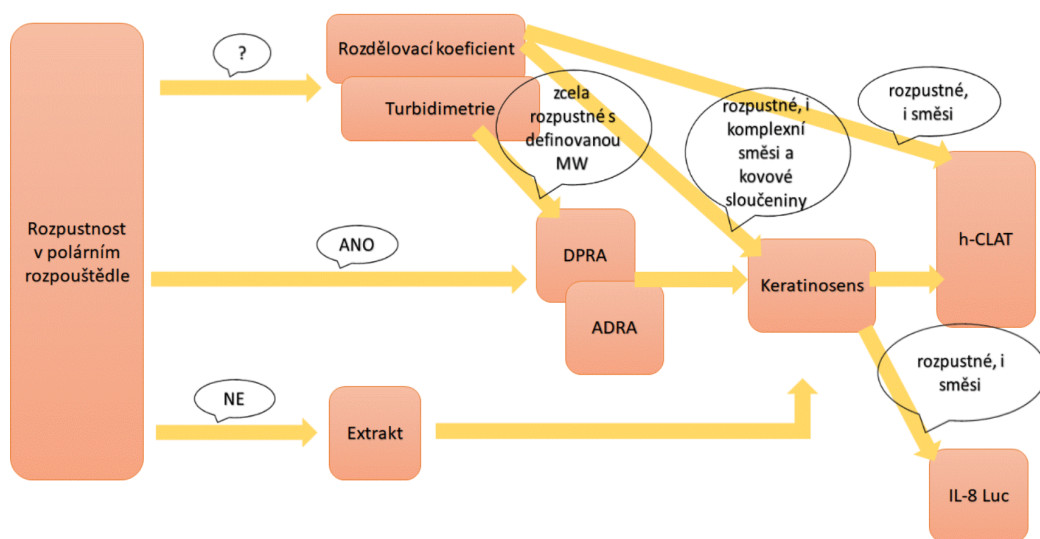 Rozpustnost
v polárním
rozpouštědle
?
ANO
NE
Rozdělovací koeficient
Turbidimetrie
Extrakt
zcela
rozpustné s
definovanou
MW
DPRA
ADRA
rozpustné, i
komplexní
směsi a
kovové
sloučeniny
Keratinosens
rozpustné,
i směsi
h-CLAT
rozpustné, i
směsi
IL-8 Luc